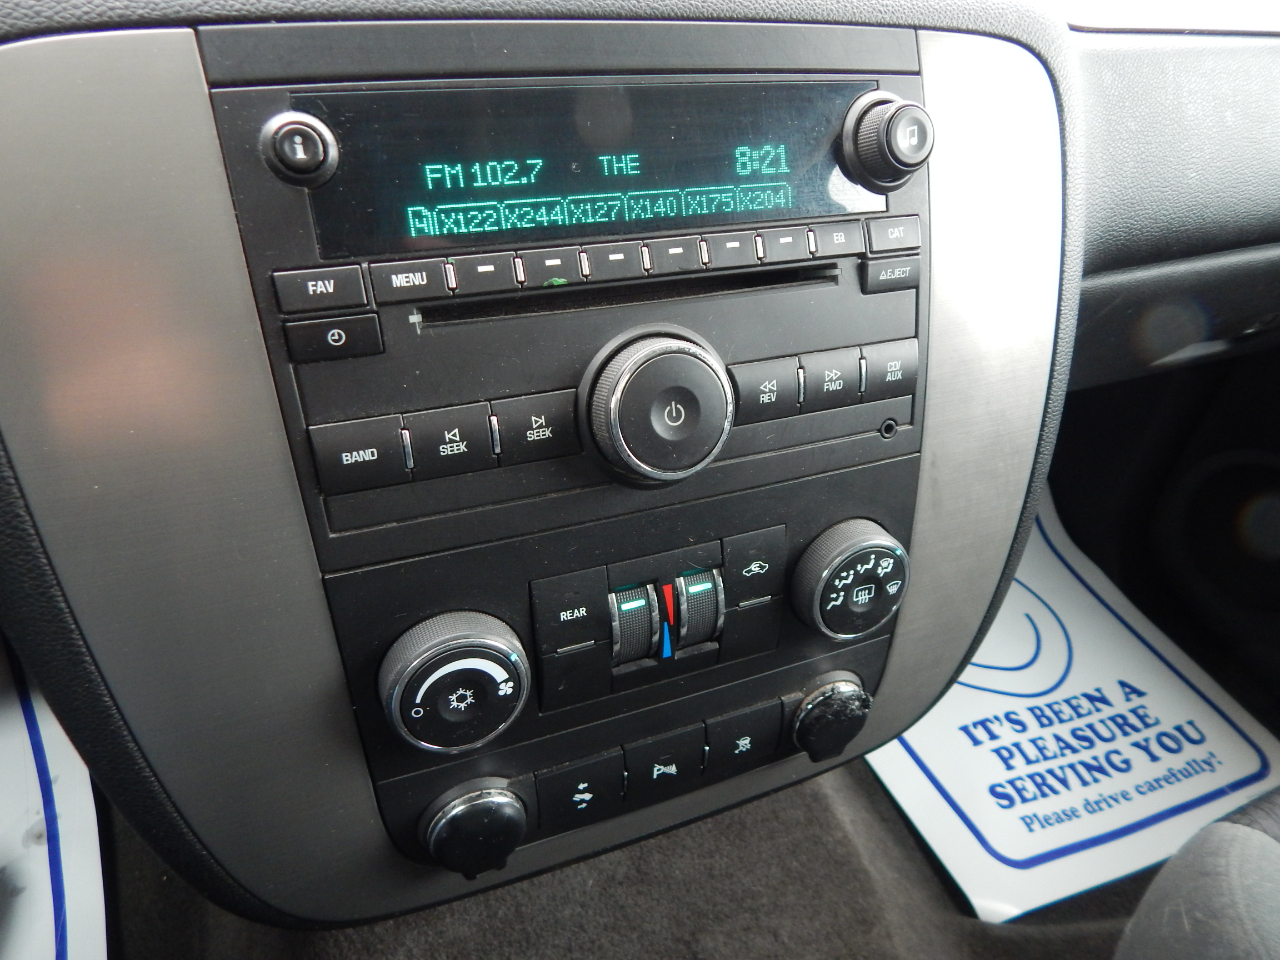 FM 102.7 THE 8:21
A X122 X244 X127 X140 X175 X204
FAV MENU EQ CAT
EJECT
BAND SEEK SEEK REV FWD CD/
AUX
REAR
IT'S BEEN A
PLEASURE
SERVING YOU
Please drive carefully!